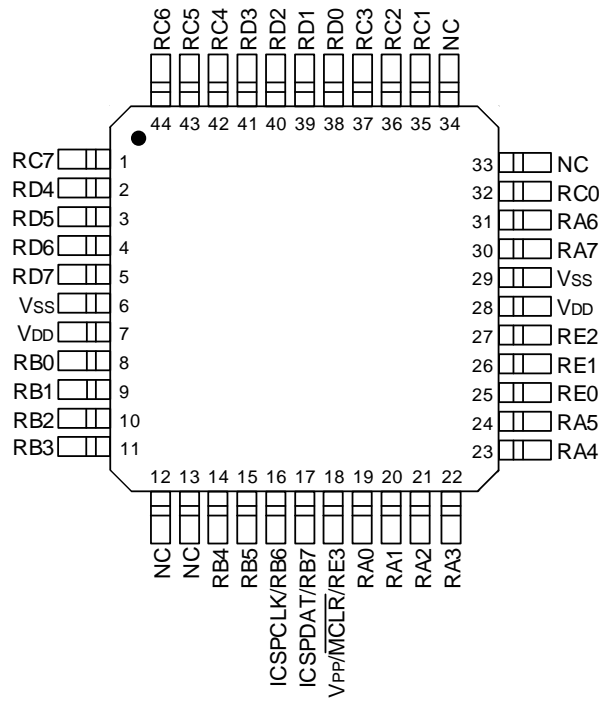 RC6
RC5
RC4
RD3
RD2
RD1
RD0
RC3
RC2
RC1
NC
44
43
42
41
40
39
38
37
36
35
34
RC7 1
RD4 2
RD5 3
RD6 4
RD7 5
VSS 6
VDD 7
RB0 8
RB1 9
RB2 10
RB3 11
33 NC
32 RC0
31 RA6
30 RA7
29 VSS
28 VDD
27 RE2
26 RE1
25 RE0
24 RA5
23 RA4
12
13
14
15
16
17
18
19
20
21
22
NC
NC
RB4
RB5
ICSPCLK/RB6
ICSPDAT/RB7
VPP/MCLR/RE3
RA0
RA1
RA2
RA3